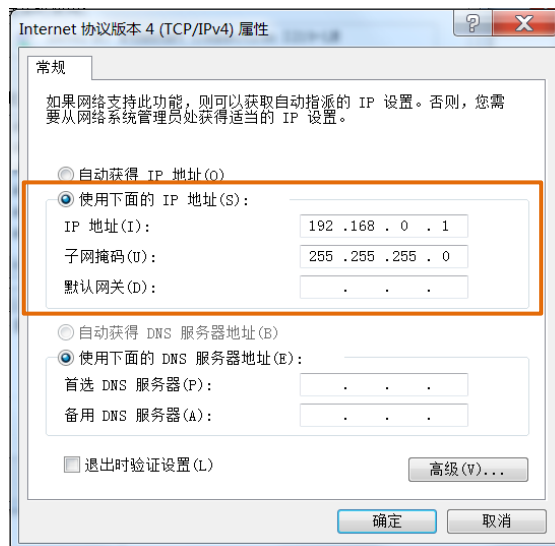 Internet 协议版本 4 (TCP/IPv4) 属性
常规
如果网络支持此功能，则可以获取自动指派的 IP 设置。否则，您需
要从网络系统管理员处获得适当的 IP 设置。
自动获得 IP 地址(O)
使用下面的 IP 地址(S):
IP 地址(I): 192 .168 . 0 . 1
子网掩码(U): 255 .255 .255 . 0
默认网关(D): . . .
自动获得 DNS 服务器地址(B)
使用下面的 DNS 服务器地址(E):
首选 DNS 服务器(P): . . .
备用 DNS 服务器(A): . . .
退出时验证设置(L)
高级(V)...
确定 取消